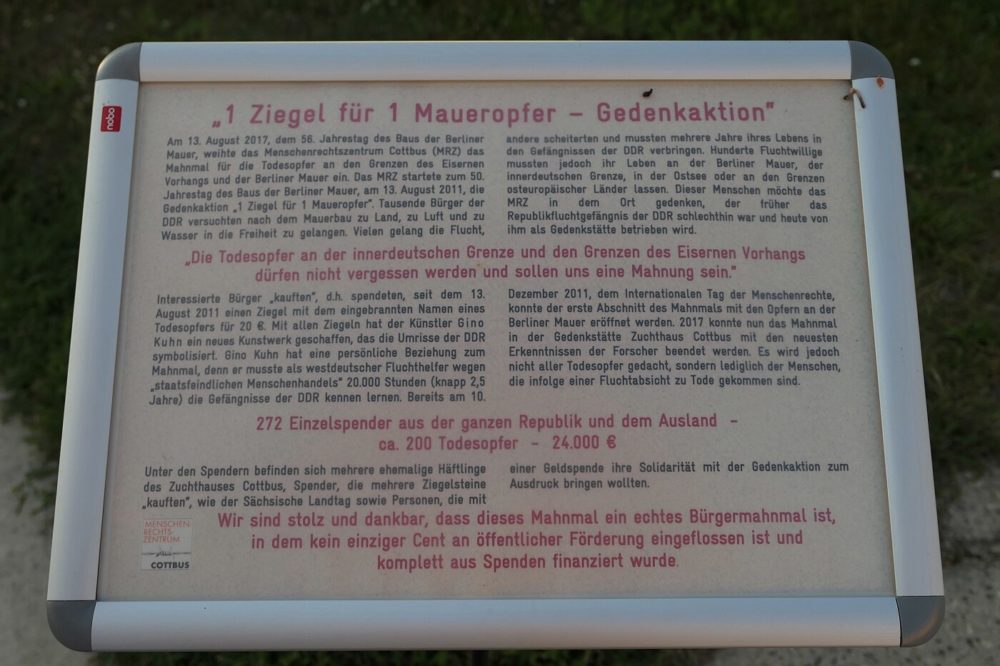 nobo
„1 Ziegel für 1 Maueropfer – Gedenkaktion"
Am 13. August 2017, dem 56. Jahrestag des Baus der Berliner
Mauer, weihte das Menschenrechtszentrum Cottbus (MRZ) das
Mahnmal für die Todesopfer an den Grenzen des Eisernen
Vorhangs und der Berliner Mauer ein. Das MRZ startete zum 50.
Jahrestag des Baus der Berliner Mauer, am 13. August 2011, die
Gedenkaktion „1 Ziegel für 1 Maueropfer". Tausende Bürger der
DDR versuchten nach dem Mauerbau zu Land, zu Luft und zu
Wasser in die Freiheit zu gelangen. Vielen gelang die Flucht,
andere scheiterten und mussten mehrere Jahre ihres Lebens in
den Gefängnissen der DDR verbringen. Hunderte Fluchtwillige
mussten jedoch ihr Leben an der Berliner Mauer, der
innerdeutschen Grenze, in der Ostsee oder an den Grenzen
osteuropäischer Länder lassen. Dieser Menschen möchte das
MRZ in dem Ort gedenken, der früher das
Republikfluchtgefängnis der DDR schlechthin war und heute von
ihm als Gedenkstätte betrieben wird.
„Die Todesopfer an der innerdeutschen Grenze und den Grenzen des Eisernen Vorhangs
dürfen nicht vergessen werden und sollen uns eine Mahnung sein."
Interessierte Bürger „kauften", d.h. spendeten, seit dem 13.
August 2011 einen Ziegel mit dem eingebrannten Namen eines
Todesopfers für 20 €. Mit allen Ziegeln hat der Künstler Gino
Kuhn ein neues Kunstwerk geschaffen, das die Umrisse der DDR
symbolisiert. Gino Kuhn hat eine persönliche Beziehung zum
Mahnmal, denn er musste als westdeutscher Fluchthelfer wegen
„staatsfeindlichen Menschenhandels" 20.000 Stunden (knapp 2,5
Jahre) die Gefängnisse der DDR kennen lernen. Bereits am 10.
Dezember 2011, dem Internationalen Tag der Menschenrechte,
konnte der erste Abschnitt des Mahnmals mit den Opfern an der
Berliner Mauer eröffnet werden. 2017 konnte nun das Mahnmal
in der Gedenkstätte Zuchthaus Cottbus mit den neuesten
Erkenntnissen der Forscher beendet werden. Es wird jedoch
nicht aller Todesopfer gedacht, sondern lediglich der Menschen,
die infolge einer Fluchtabsicht zu Tode gekommen sind.
272 Einzelspender aus der ganzen Republik und dem Ausland –
ca. 200 Todesopfer – 24.000 €
Unter den Spendern befinden sich mehrere ehemalige Häftlinge
des Zuchthauses Cottbus, Spender, die mehrere Ziegelsteine
„kauften", wie der Sächsische Landtag sowie Personen, die mit
einer Geldspende ihre Solidarität mit der Gedenkaktion zum
Ausdruck bringen wollten.
Wir sind stolz und dankbar, dass dieses Mahnmal ein echtes Bürgermahnmal ist,
in dem kein einziger Cent an öffentlicher Förderung eingeflossen ist und
komplett aus Spenden finanziert wurde.
MENSCHEN
RECHTS
ZENTRUM
COTTBUS